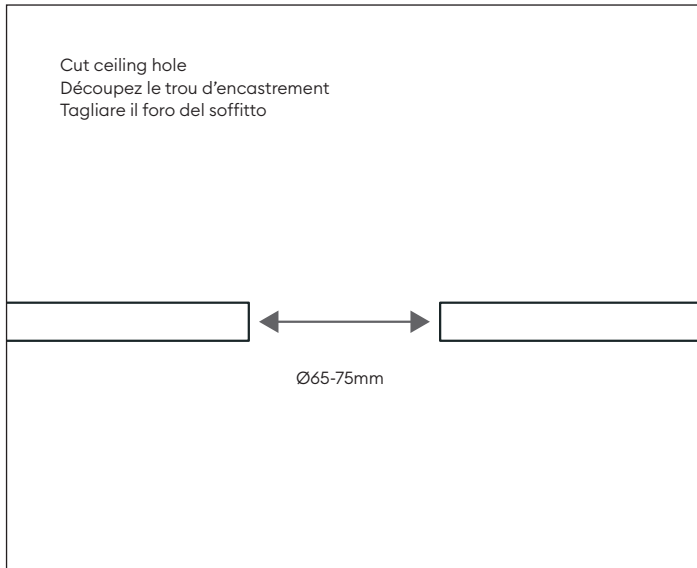 Cut ceiling hole
Découpez le trou d'encastrement
Tagliare il foro del soffitto
Ø65-75mm